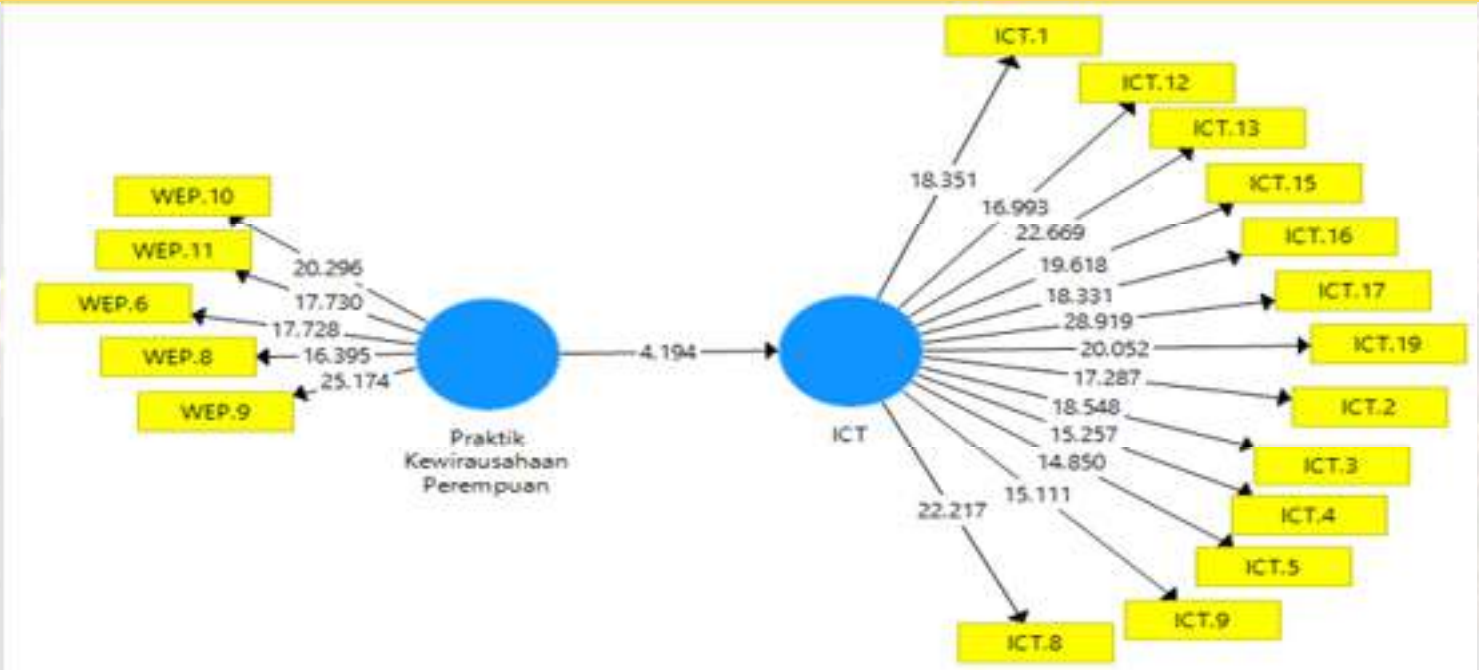 ICT.1
ICT.12
ICT.13
ICT.15
ICT.16
ICT.17
ICT.19
ICT.2
ICT.3
ICT.4
ICT.5
ICT.9
ICT.8
18.351
16.993
22.669
19.618
18.331
28.919
20.052
17.287
18.548
15.257
14.850
15.111
22.217
WEP.10
WEP.11
WEP.6
WEP.8
WEP.9
20.296
17.730
17.728
16.395
25.174
4.194
Praktik
Kewirausahaan
Perempuan
ICT